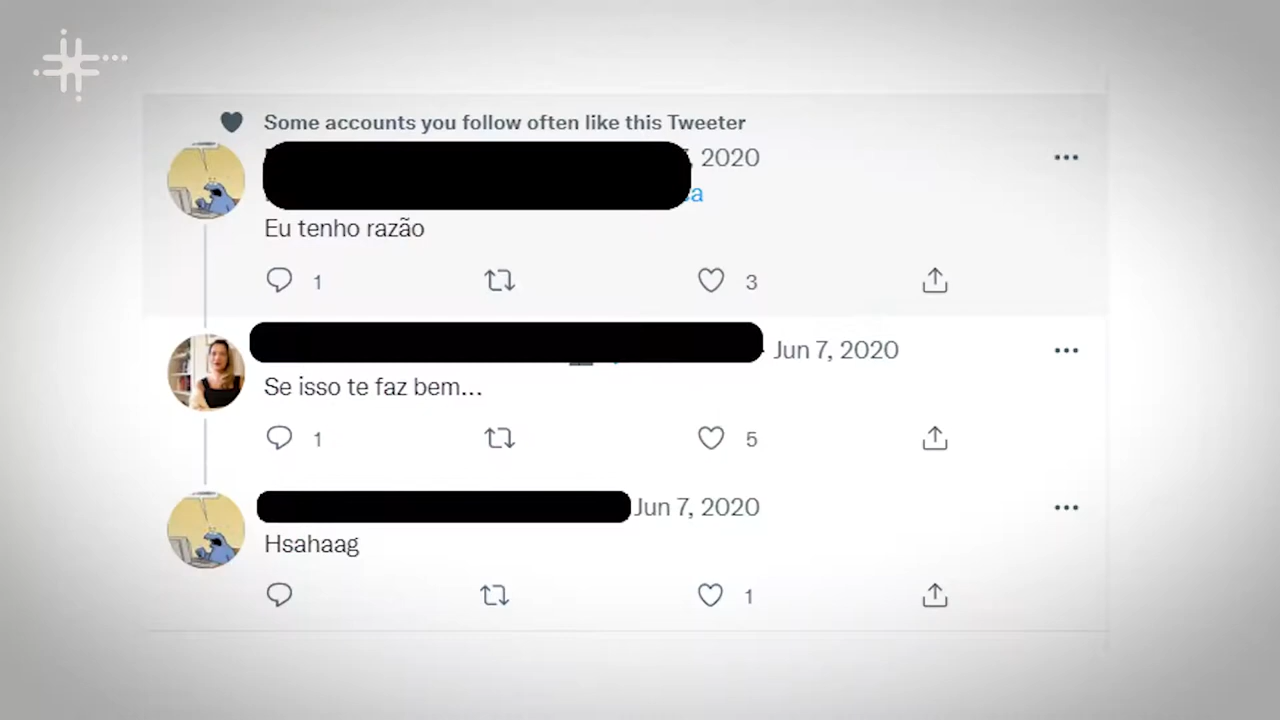 Some accounts you follow often like this Tweeter
2020
Eu tenho razão
1
3
Jun 7, 2020
Se isso te faz bem...
1
5
Jun 7, 2020
Hsahaag
1